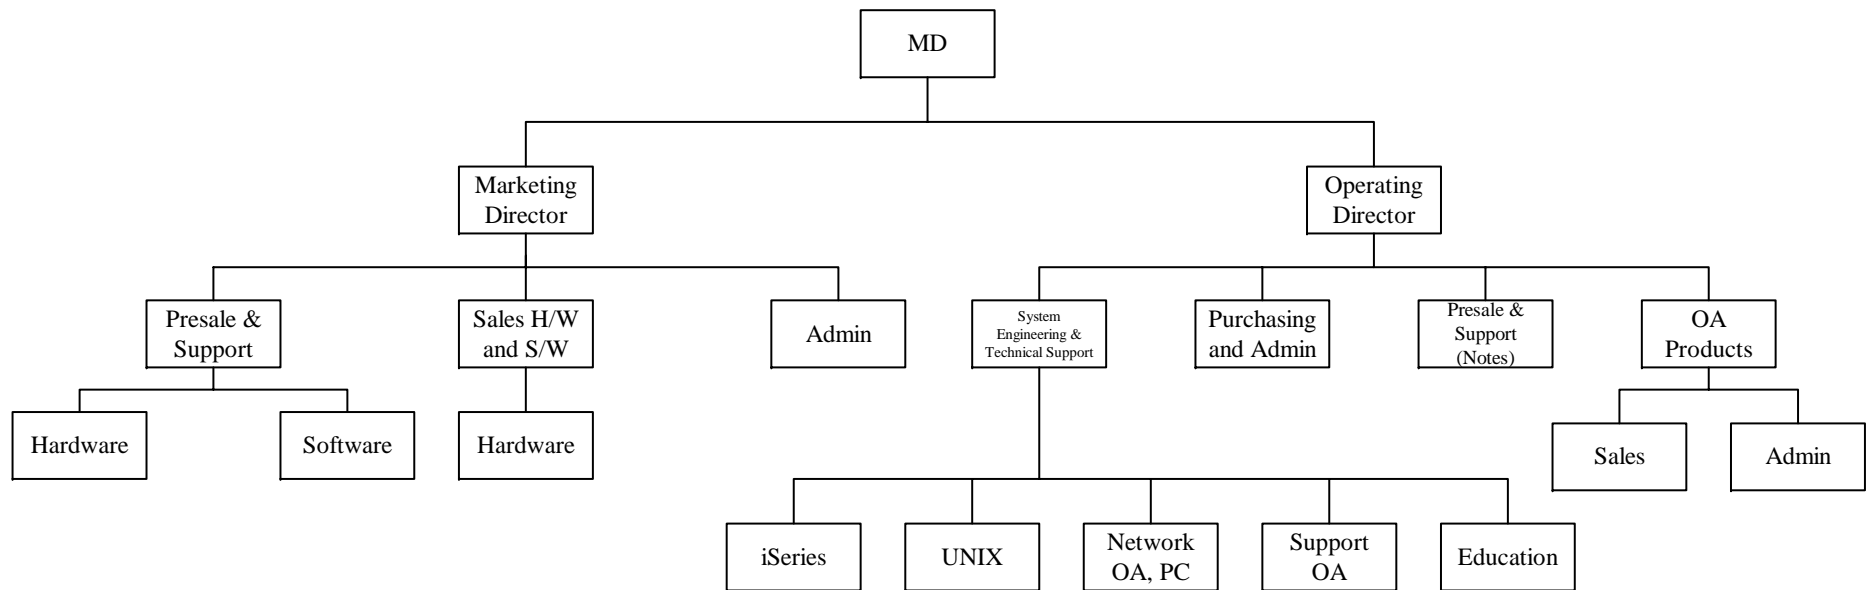 MD
Marketing
Director
Operating
Director
Presale &
Support
Sales H/W
and S/W
Admin
System
Engineering &
Technical Support
Purchasing
and Admin
Presale &
Support
(Notes)
OA
Products
Hardware
Software
Hardware
Sales
Admin
iSeries
UNIX
Network
OA, PC
Support
OA
Education